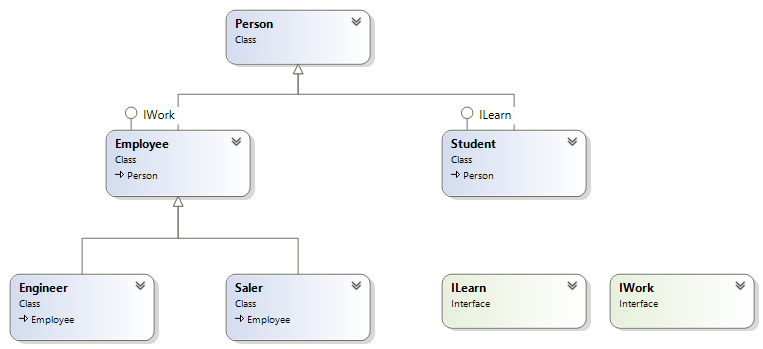 Person
Class
IWork
ILearn
Employee
Class
Person
Student
Class
Person
Engineer
Class
Employee
Saler
Class
Employee
ILearn
Interface
IWork
Interface